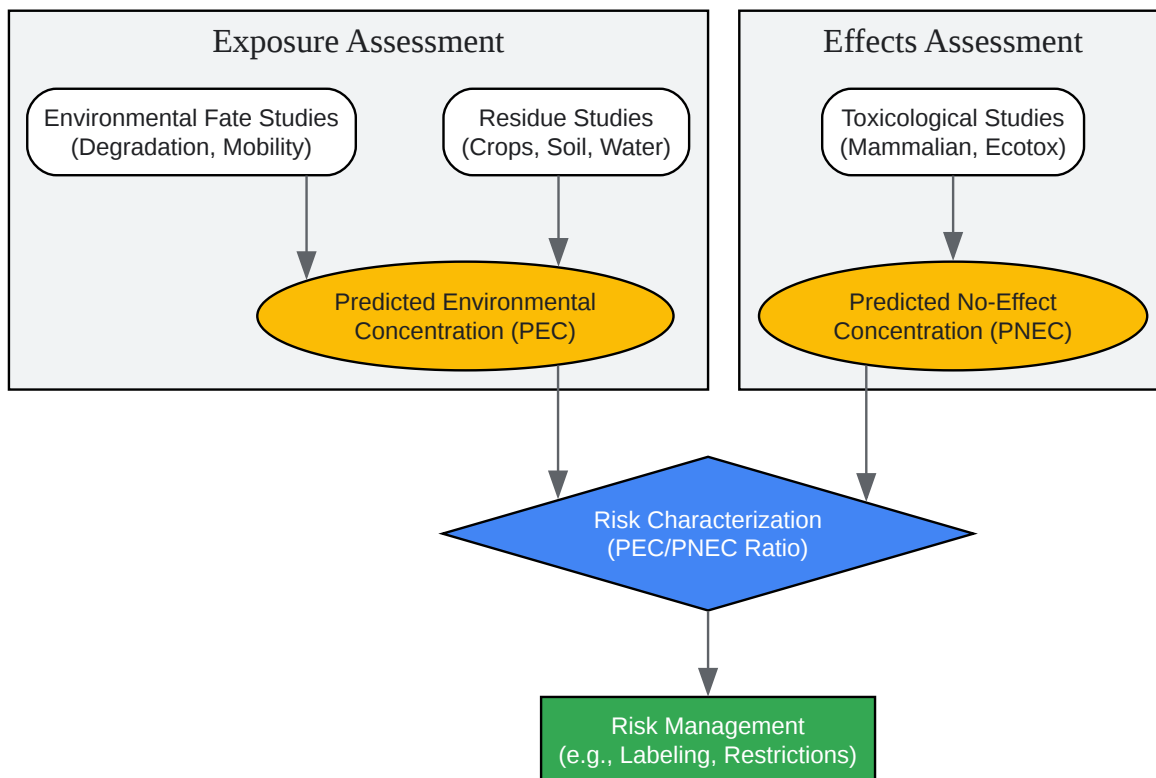 Exposure Assessment
Effects Assessment
Environmental Fate Studies
(Degradation, Mobility)
Residue Studies
(Crops, Soil, Water)
Toxicological Studies
(Mammalian, Ecotox)
Predicted Environmental
Concentration (PEC)
Predicted No-Effect
Concentration (PNEC)
Risk Characterization
(PEC/PNEC Ratio)
Risk Management
(e.g., Labeling, Restrictions)